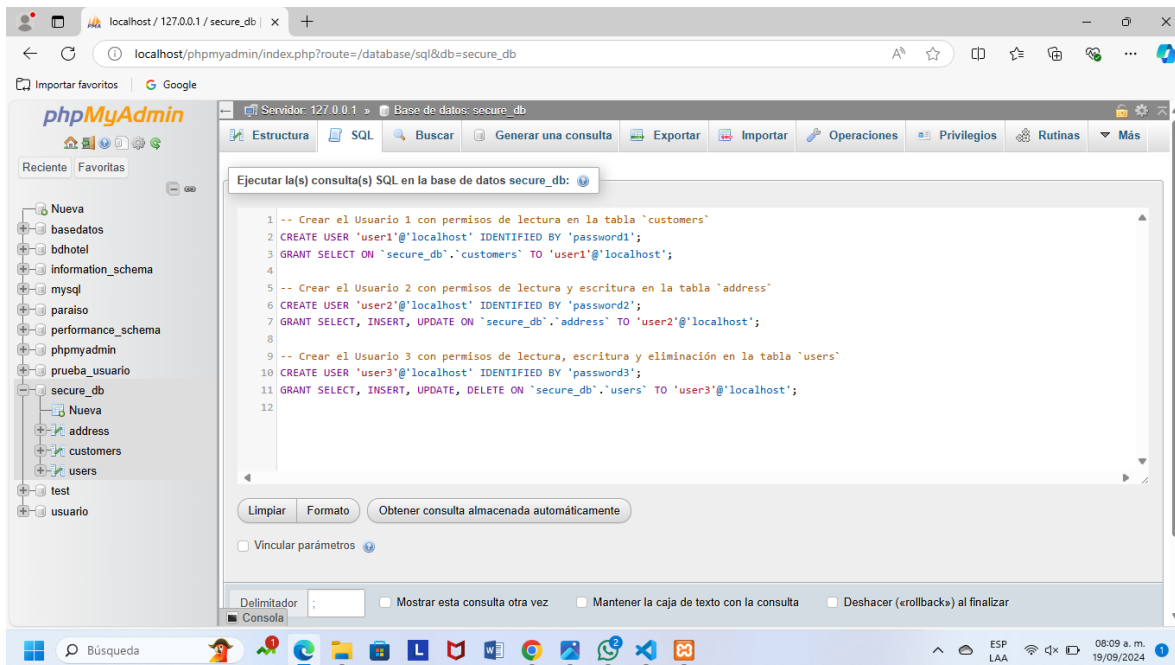 localhost / 127.0.0.1 / secure_db |
localhost/phpmyadmin/index.php?route=/database/sql&db=secure_db
Importar favoritos
Google
phpMyAdmin
Reciente
Favoritas
Nueva
basedatos
bdhotel
information_schema
mysql
paraiso
performance_schema
phpmyadmin
prueba_usuario
secure_db
Nueva
address
customers
users
test
usuario
Servidor: 127.0.0.1 » Base de datos: secure_db
Estructura SQL Buscar Generar una consulta Exportar Importar Operaciones Privilegios Rutinas Más
Ejecutar la(s) consulta(s) SQL en la base de datos secure_db:
1 -- Crear el Usuario 1 con permisos de lectura en la tabla `customers`
2 CREATE USER 'user1'@'localhost' IDENTIFIED BY 'password1';
3 GRANT SELECT ON `secure_db`.`customers` TO 'user1'@'localhost';
4
5 -- Crear el Usuario 2 con permisos de lectura y escritura en la tabla `address`
6 CREATE USER 'user2'@'localhost' IDENTIFIED BY 'password2';
7 GRANT SELECT, INSERT, UPDATE ON `secure_db`.`address` TO 'user2'@'localhost';
8
9 -- Crear el Usuario 3 con permisos de lectura, escritura y eliminación en la tabla `users`
10 CREATE USER 'user3'@'localhost' IDENTIFIED BY 'password3';
11 GRANT SELECT, INSERT, UPDATE, DELETE ON `secure_db`.`users` TO 'user3'@'localhost';
12
Limpiar Formato Obtener consulta almacenada automáticamente
Vincular parámetros
Delimitador ; Mostrar esta consulta otra vez Mantener la caja de texto con la consulta Deshacer («rollback») al finalizar
Consola
Búsqueda
1
L
W
2
ESP
LAA
08:09 a. m.
19/09/2024
1